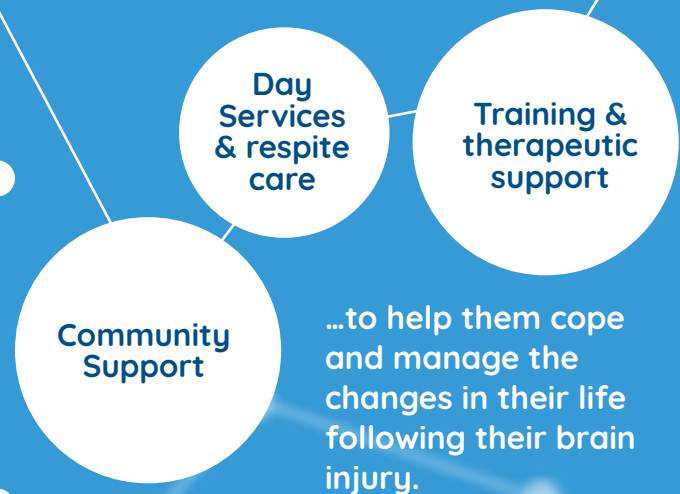 Day
Services
& respite
care
Training &
therapeutic
support
Community
Support
...to help them cope
and manage the
changes in their life
following their brain
injury.